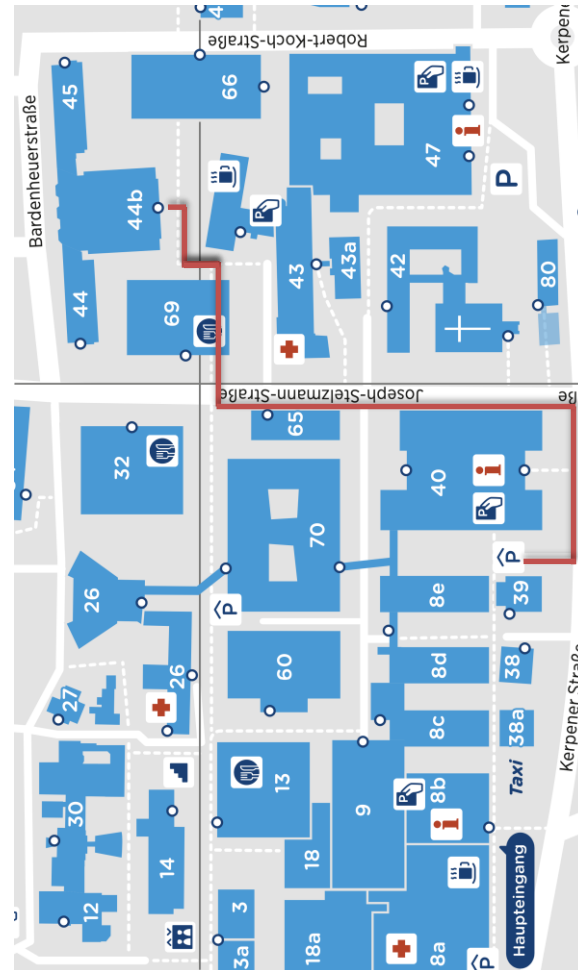 Bardenheuerstraße
12
30
27
26
44
45
32
44b
14
26
69
66
3a
3
13
60
70
65
43
18a
18
9
43a
42
47
8a
8b
8c
8d
8e
40
P
P
P
P
P
P
P
P
Haupteingang
Taxi
38a
38
39
80
Kerpener Straße
Kerpene
Joseph-Stelzmann-Straße
Robert-Koch-Straße